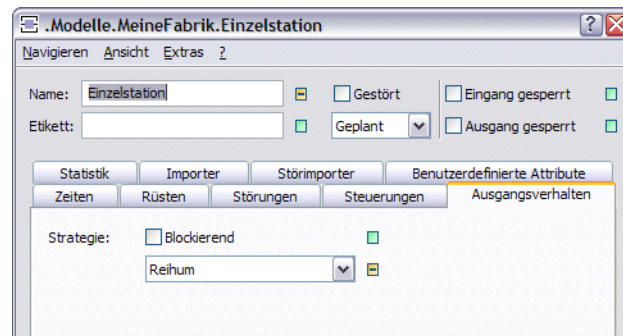 .Modelle.MeineFabrik.Einzelstation
Navigieren Ansicht Extras ?
Name: Einzelstation Gestört Eingang gesperrt
Etikett: Geplant Ausgang gesperrt
Statistik Importer Störimporter Benutzerdefinierte Attribute
Zeiten Rüsten Störungen Steuerungen Ausgangsverhalten
Strategie: Blockierend
Reihum